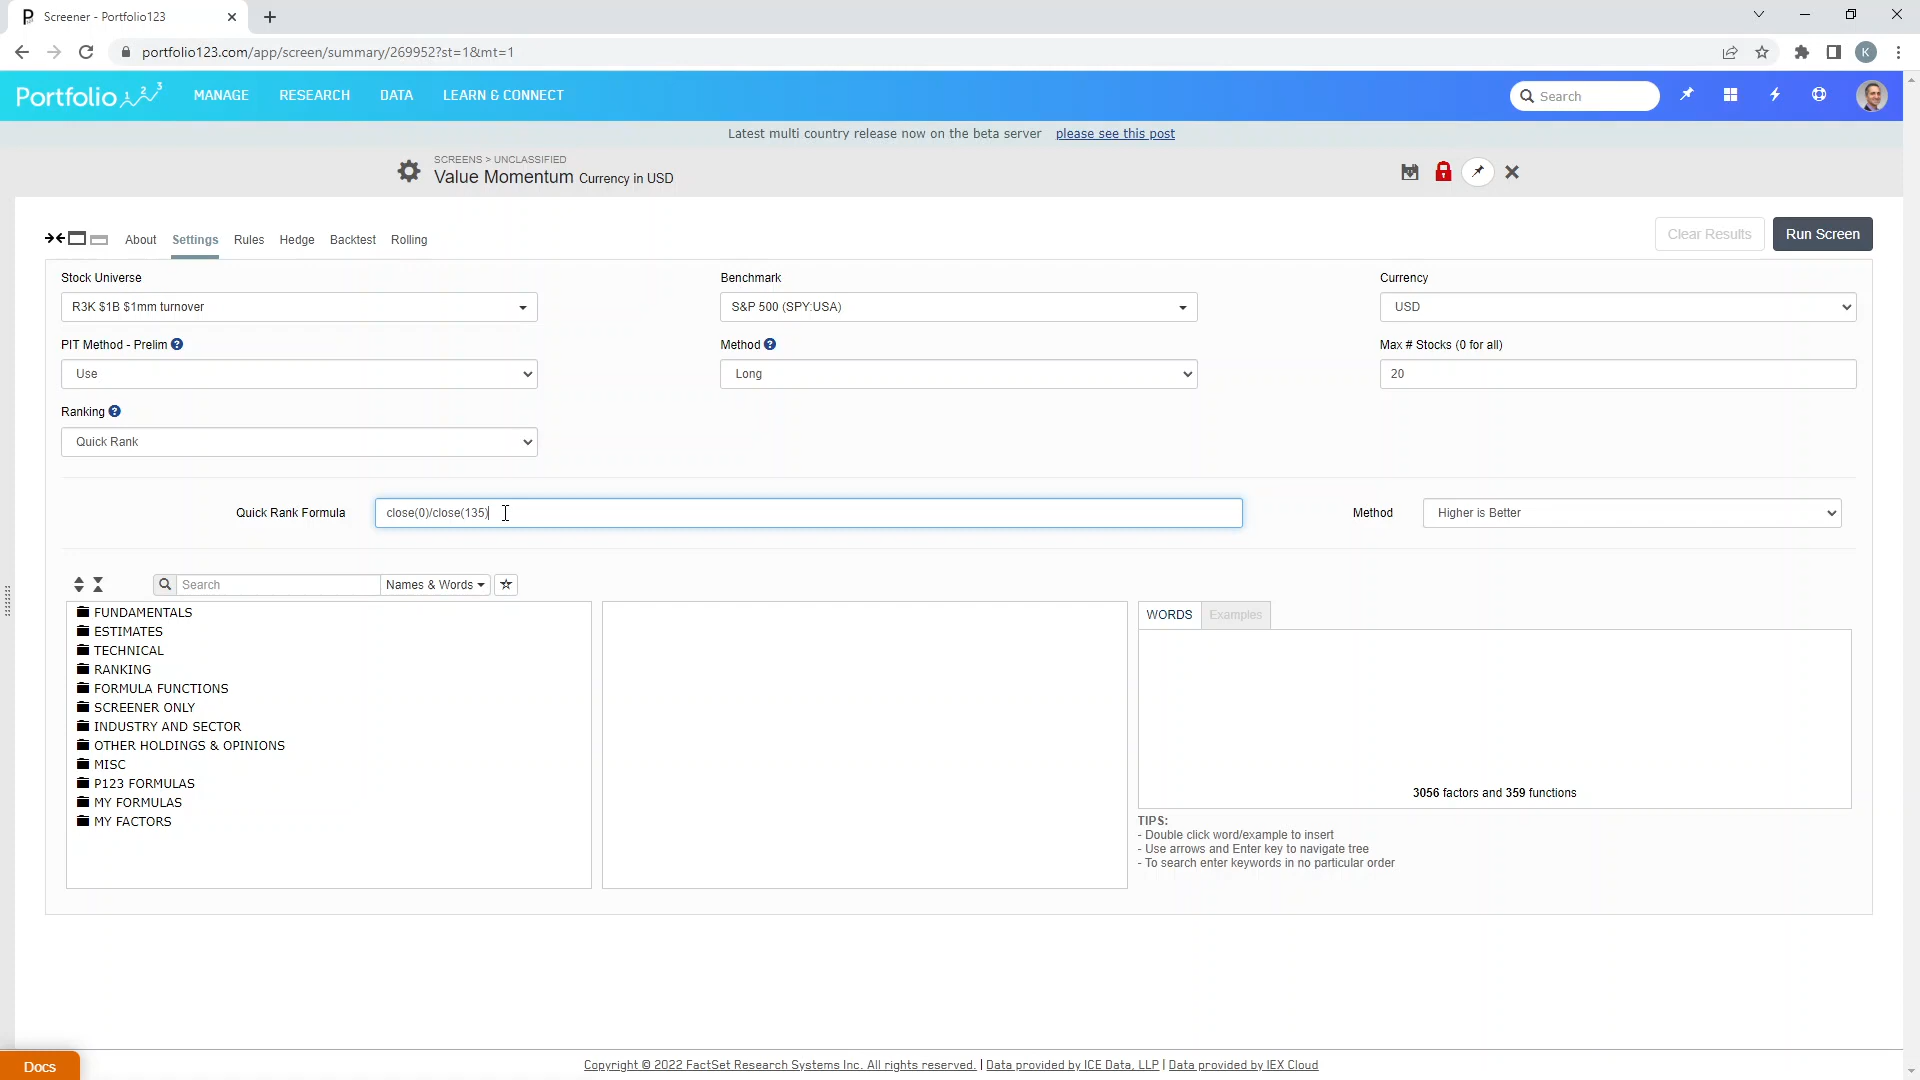 Screener - Portfolio123
portfolio123.com/app/screen/summary/269952?st=1&mt=1
K
Portfolio 1 2 3
MANAGE
RESEARCH
DATA
LEARN & CONNECT
Search
Latest multi country release now on the beta server please see this post
SCREENS > UNCLASSIFIED
Value Momentum Currency in USD
About
Settings
Rules
Hedge
Backtest
Rolling
Clear Results
Run Screen
Stock Universe
Benchmark
Currency
R3K $1B $1mm turnover
S&P 500 (SPY:USA)
USD
PIT Method - Prelim
Method
Max # Stocks (0 for all)
Use
Long
20
Ranking
Quick Rank
Quick Rank Formula
close(0)/close(135)
Method
Higher is Better
Search
Names & Words
FUNDAMENTALS
ESTIMATES
TECHNICAL
RANKING
FORMULA FUNCTIONS
SCREENER ONLY
INDUSTRY AND SECTOR
OTHER HOLDINGS & OPINIONS
MISC
P123 FORMULAS
MY FORMULAS
MY FACTORS
WORDS
Examples
3056 factors and 359 functions
TIPS:
- Double click word/example to insert
- Use arrows and Enter key to navigate tree
- To search enter keywords in no particular order
Docs
Copyright © 2022 FactSet Research Systems Inc. All rights reserved. | Data provided by ICE Data, LLP | Data provided by IEX Cloud